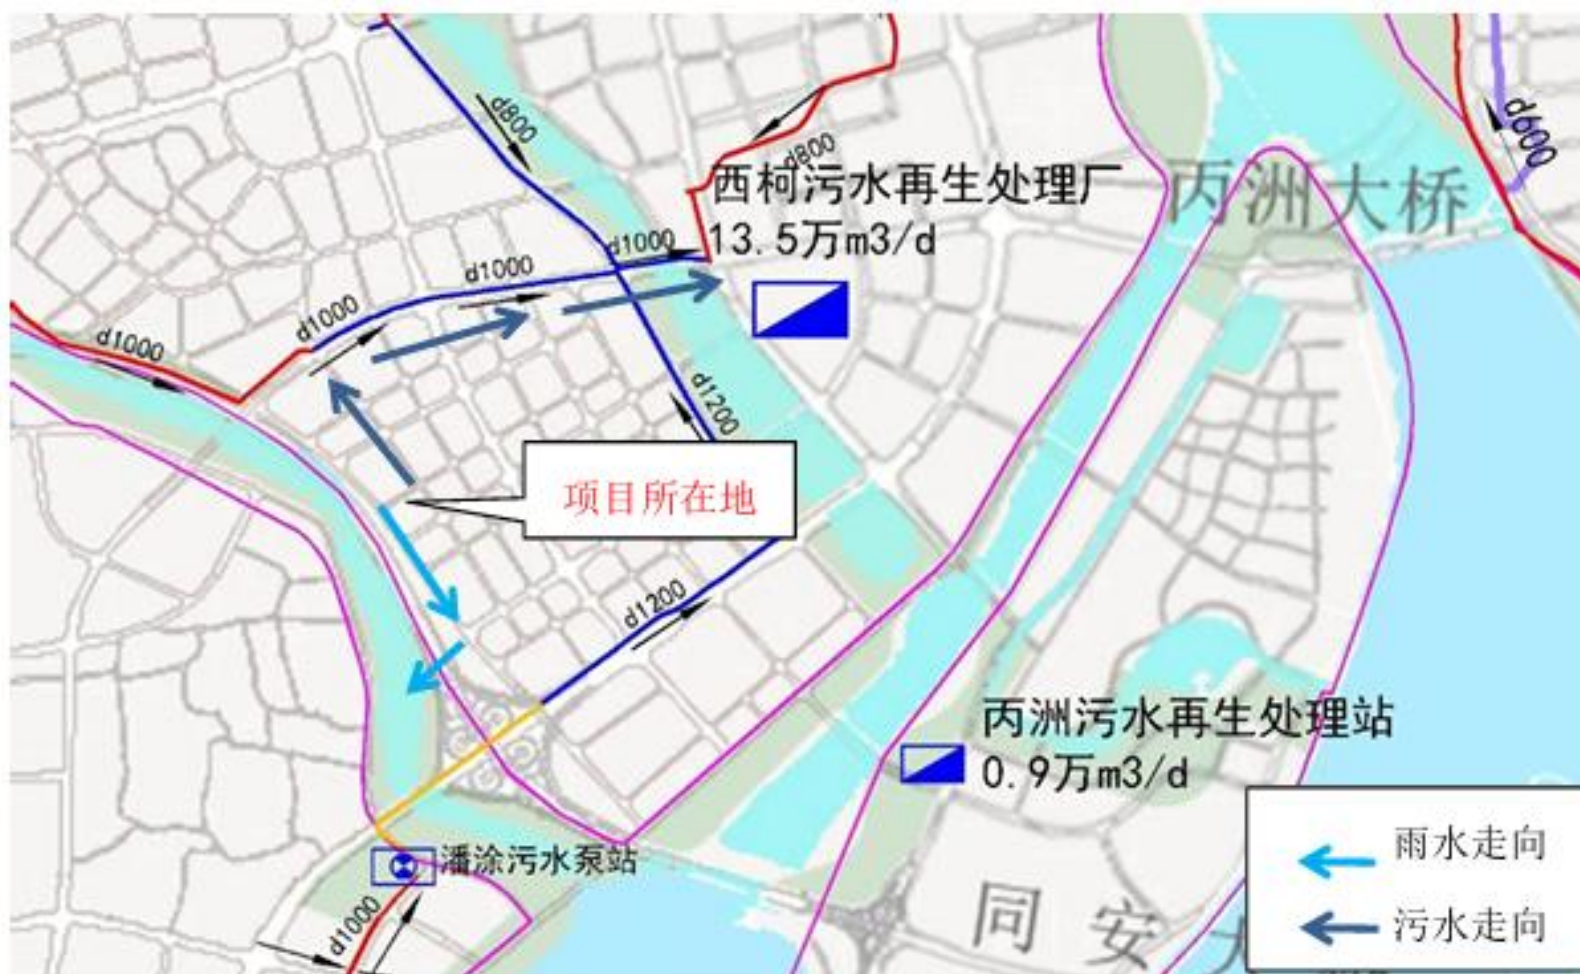 d800
d800
d600
西柯污水再生处理厂
13.5万m3/d
丙洲大桥
d1000
d1000
d1000
d1000
d1200
项目所在地
d1200
丙洲污水再生处理站
0.9万m3/d
潘涂污水泵站
d1000
同安大
雨水走向
污水走向